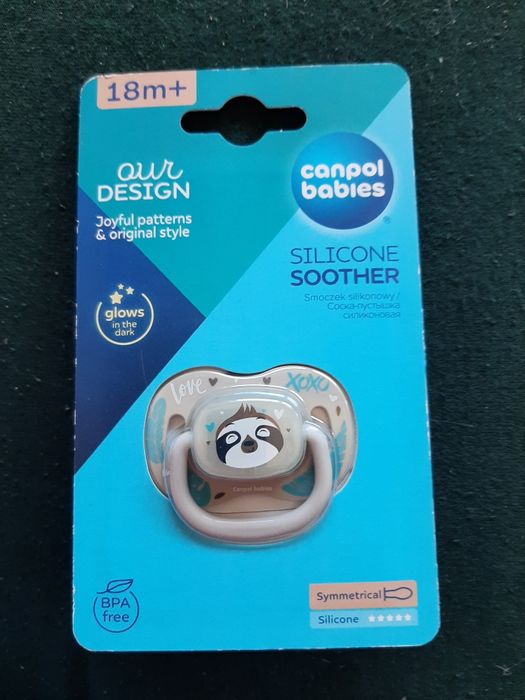 18m+
our
DESIGN
Joyful patterns
& original style
canpol
babies
®
SILICONE
SOOTHER
Smoczek silikonowy /
Соска-пустышка
силиконовая
glows
in the
dark
love
XOXO
Canpol babies
BPA
free
Symmetrical
Silicone